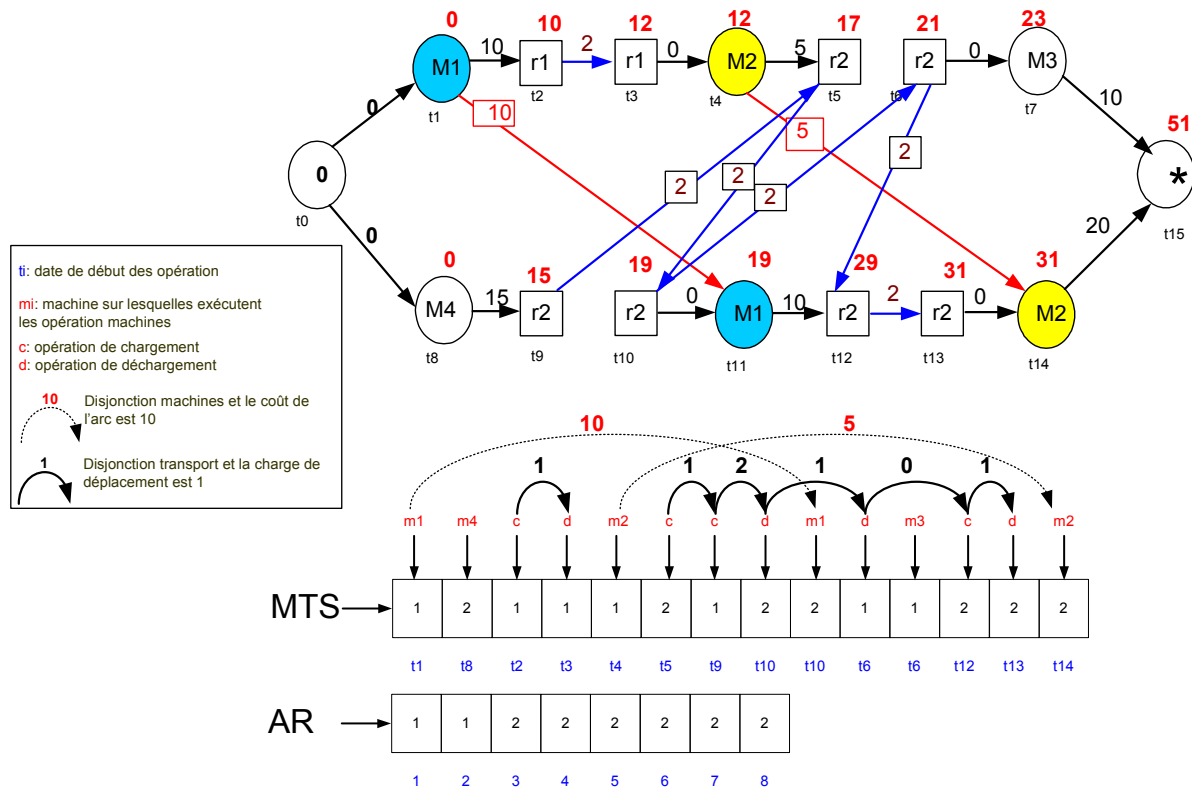 0 10 12 12 17 21 23
M1 10 r1 2 r1 0 M2 5 r2 r2 0 M3
t1 t2 t3 t4 t5 t6 t7
0 10 5 10 51
0 2 2 2 2 *
t0 t15
0 20
0 15 19 19 29 31 31
M4 15 r2 r2 0 M1 10 r2 2 r2 0 M2
t8 t9 t10 t11 t12 t13 t14
ti: date de début des opération
mi: machine sur lesquelles exécutent
les opération machines
c: opération de chargement
d: opération de déchargement
10 Disjonction machines et le coût de
l'arc est 10
1 Disjonction transport et la charge de
déplacement est 1
10 5
1 1 2 1 0 1
m1 m4 c d m2 c c d m1 d m3 c d m2
MTS 1 2 1 1 1 2 1 2 2 1 1 2 2 2
t1 t8 t2 t3 t4 t5 t9 t10 t10 t6 t6 t12 t13 t14
AR 1 1 2 2 2 2 2 2
1 2 3 4 5 6 7 8